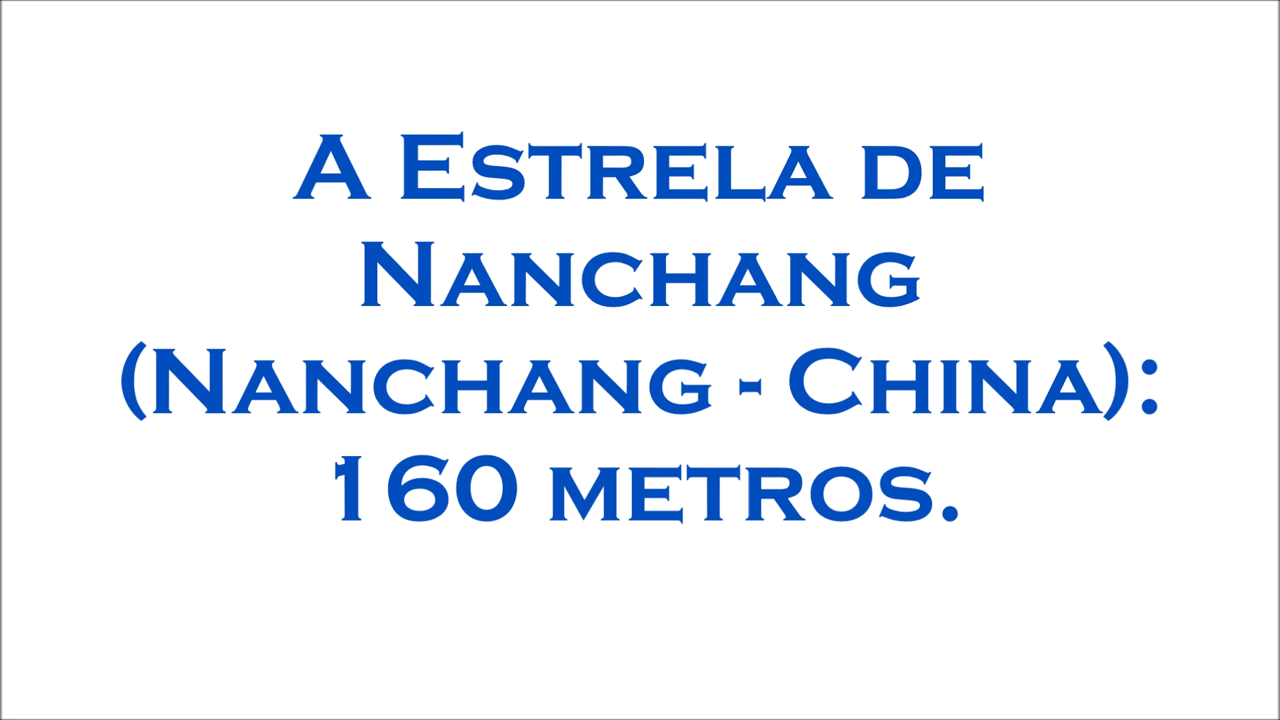 A Estrela de
Nanchang
(Nanchang - China):
160 metros.